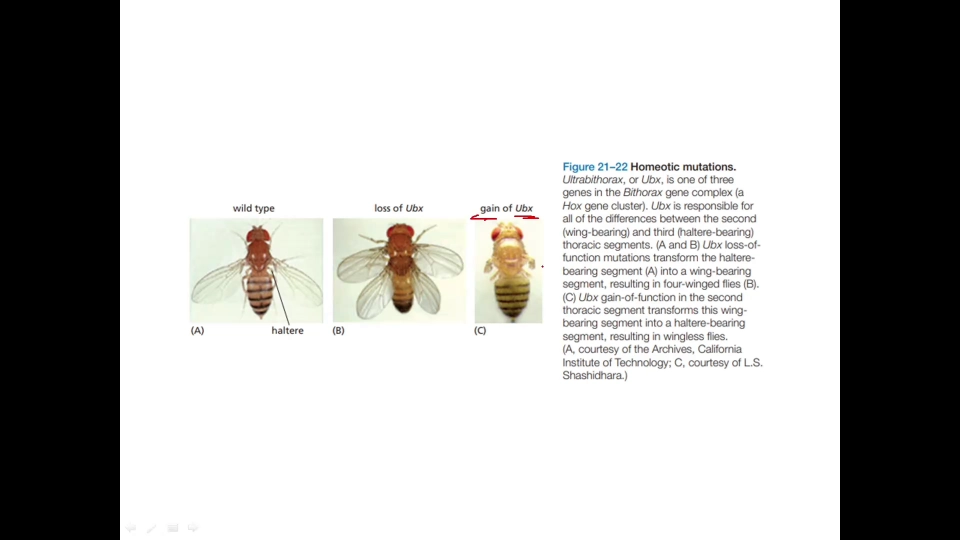 wild type
loss of Ubx
gain of Ubx
(A)
haltere
(B)
(C)
Figure 21–22 Homeotic mutations.
Ultrabithorax, or Ubx, is one of three
genes in the Bithorax gene complex (a
Hox gene cluster). Ubx is responsible for
all of the differences between the second
(wing-bearing) and third (haltere-bearing)
thoracic segments. (A and B) Ubx loss-of-
function mutations transform the haltere-
bearing segment (A) into a wing-bearing
segment, resulting in four-winged flies (B).
(C) Ubx gain-of-function in the second
thoracic segment transforms this wing-
bearing segment into a haltere-bearing
segment, resulting in wingless flies.
(A, courtesy of the Archives, California
Institute of Technology; C, courtesy of L.S.
Shashidhara.)